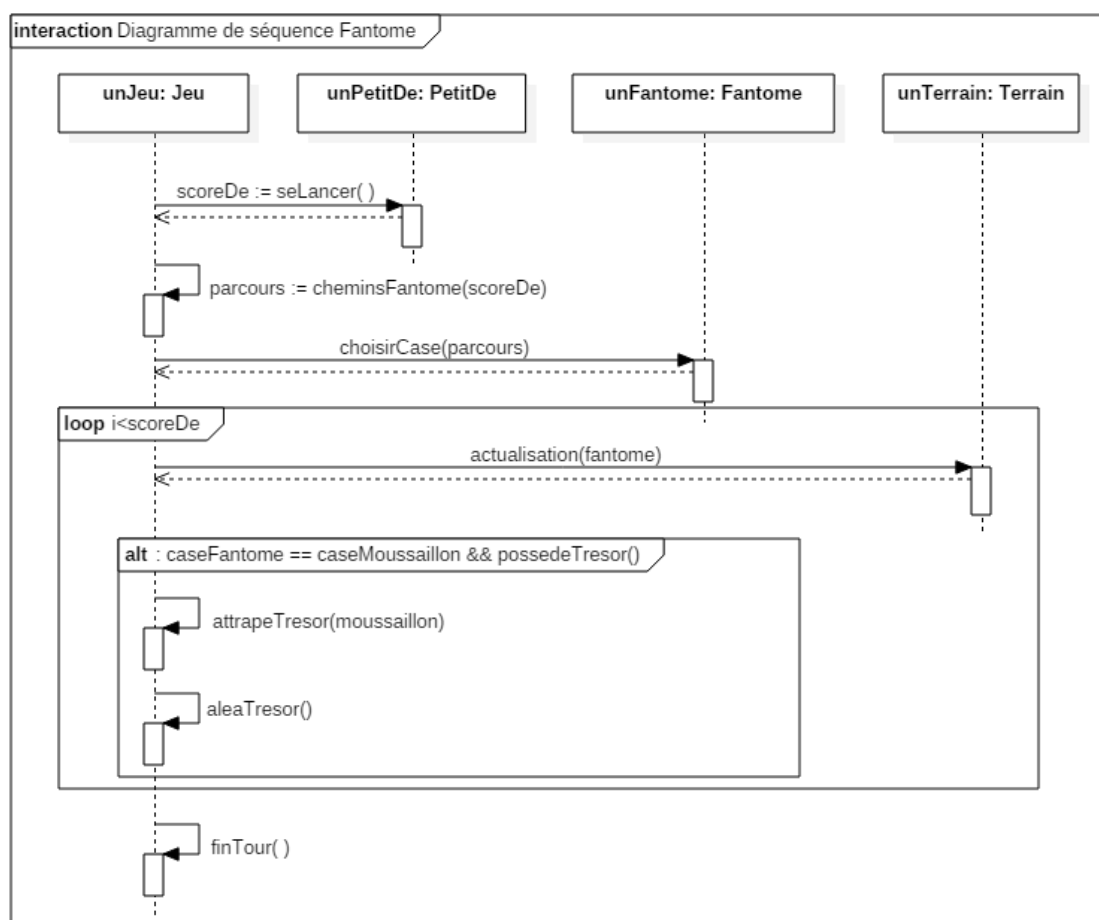 interaction Diagramme de séquence Fantome
unJeu: Jeu
unPetitDe: PetitDe
unFantome: Fantome
unTerrain: Terrain
scoreDe := seLancer( )
parcours := cheminsFantome(scoreDe)
choisirCase(parcours)
loop i<scoreDe
actualisation(fantome)
alt : caseFantome == caseMoussaillon && possedeTresor()
attrapeTresor(moussaillon)
aleaTresor()
finTour( )